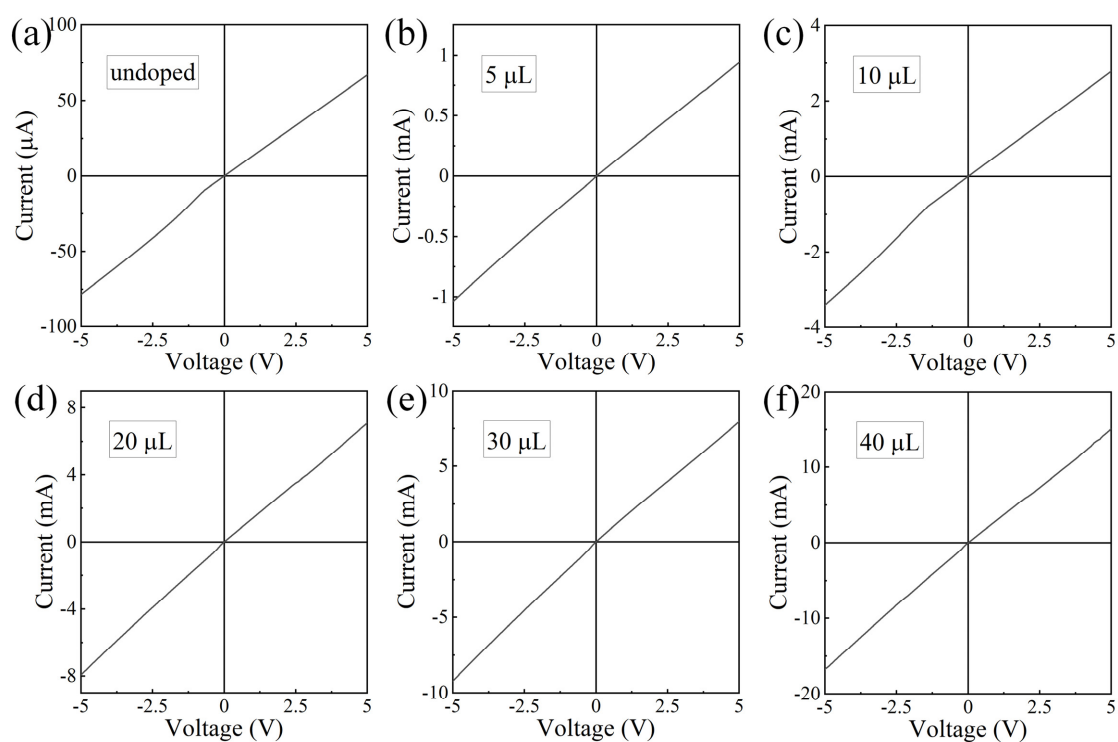 (a)
undoped
100
50
0
-50
-100
Current (μA)
-5 -2.5 0 2.5 5
Voltage (V)
(b)
5 μL
1
0.5
0
-0.5
-1
Current (mA)
-5 -2.5 0 2.5 5
Voltage (V)
(c)
10 μL
4
2
0
-2
-4
Current (mA)
-5 -2.5 0 2.5 5
Voltage (V)
(d)
20 μL
8
4
0
-4
-8
Current (mA)
-5 -2.5 0 2.5 5
Voltage (V)
(e)
30 μL
10
5
0
-5
-10
Current (mA)
-5 -2.5 0 2.5 5
Voltage (V)
(f)
40 μL
20
10
0
-10
-20
Current (mA)
-5 -2.5 0 2.5 5
Voltage (V)